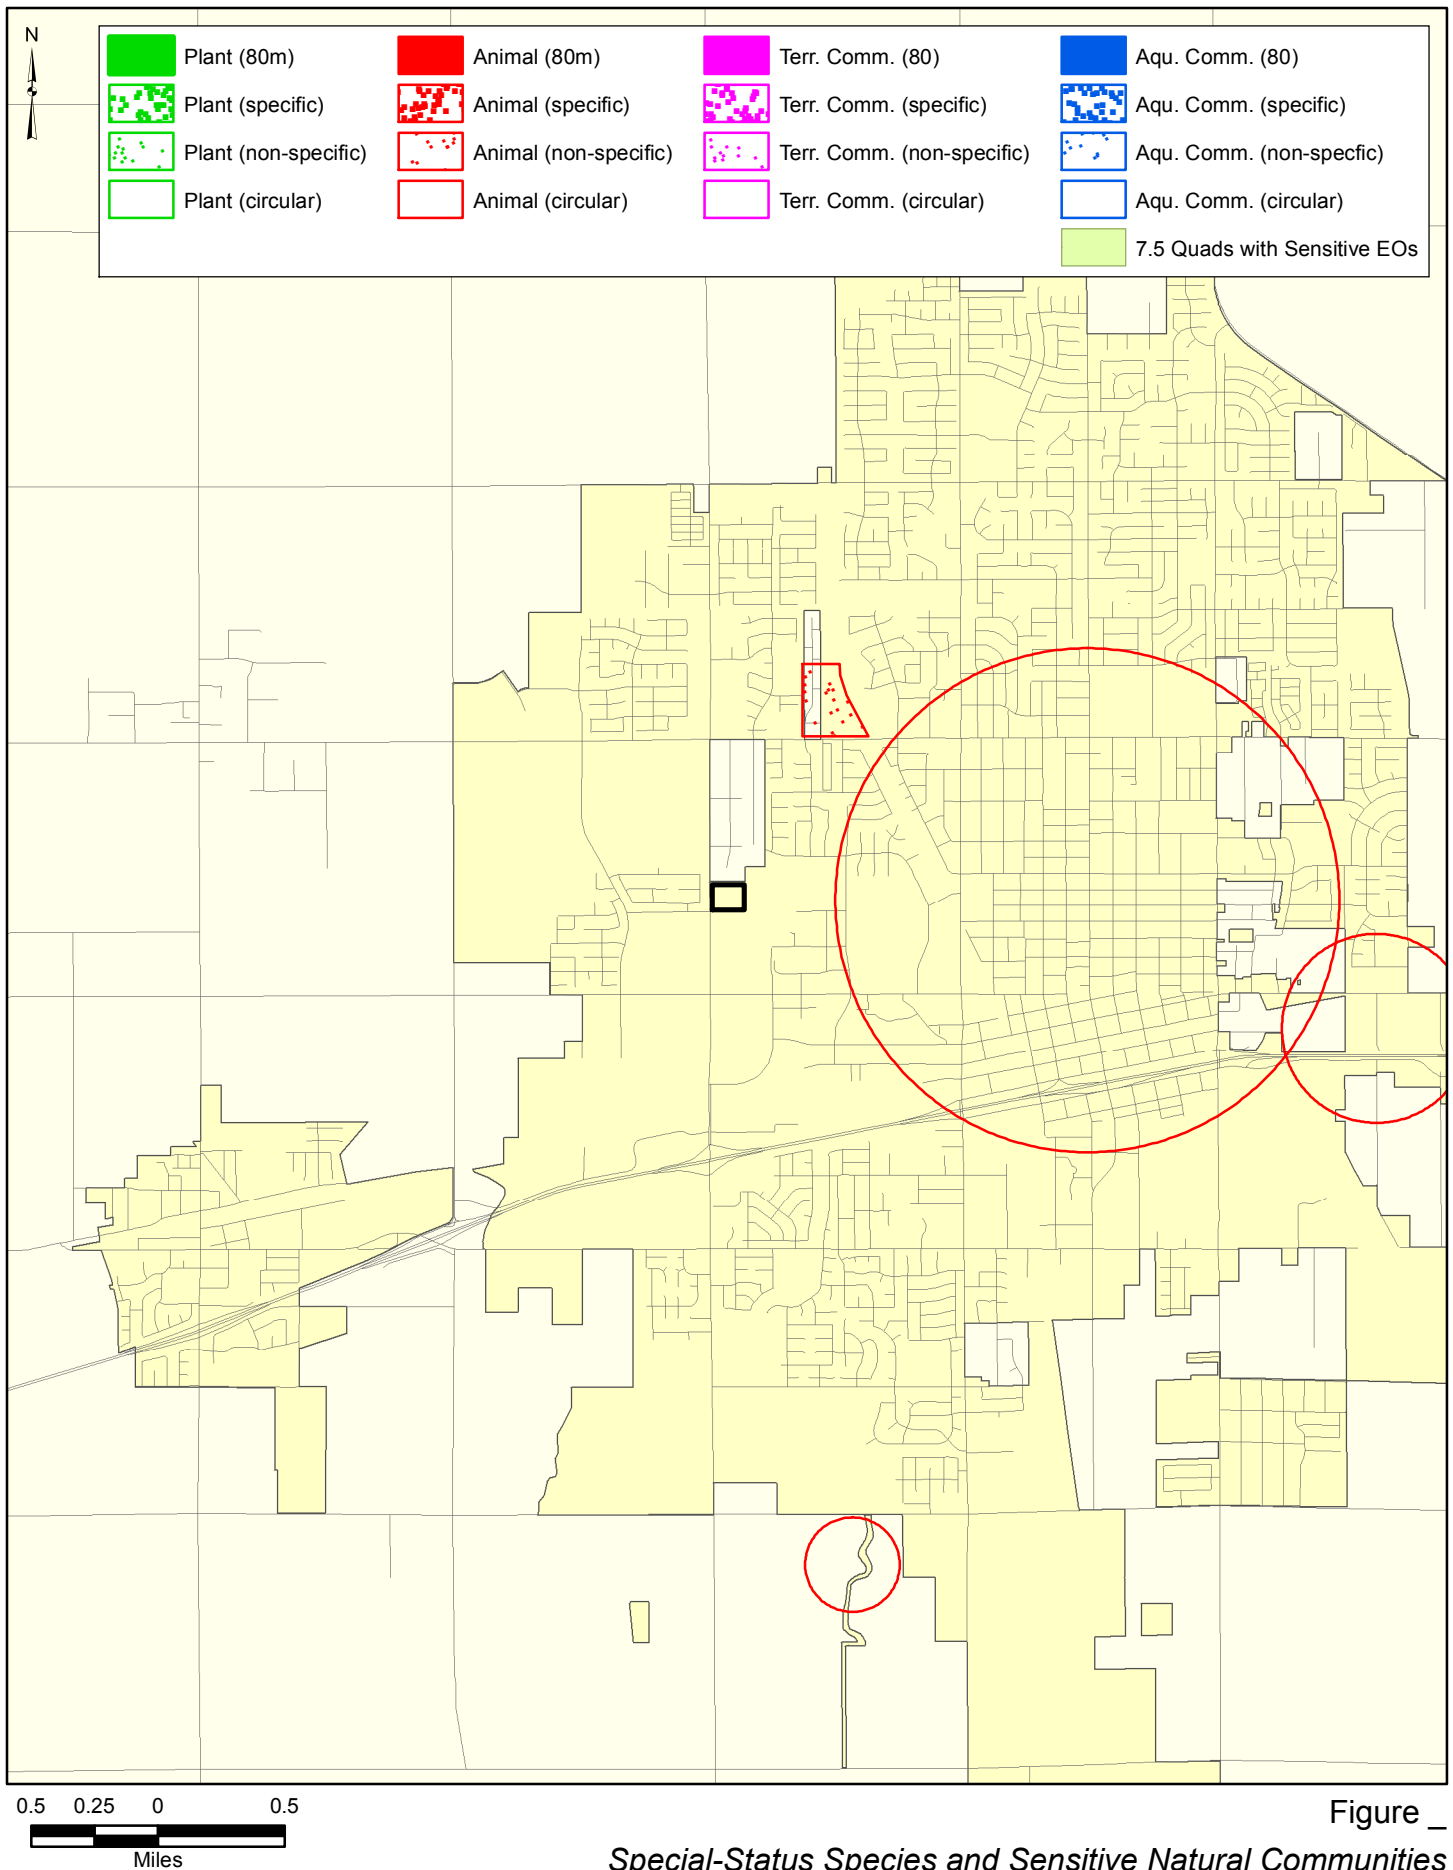 N
Plant (80m) Animal (80m) Terr. Comm. (80) Aqu. Comm. (80)
Plant (specific) Animal (specific) Terr. Comm. (specific) Aqu. Comm. (specific)
Plant (non-specific) Animal (non-specific) Terr. Comm. (non-specific) Aqu. Comm. (non-specfic)
Plant (circular) Animal (circular) Terr. Comm. (circular) Aqu. Comm. (circular)
7.5 Quads with Sensitive EOs
0.5 0.25 0 0.5
Miles
Figure _
Special-Status Species and Sensitive Natural Communities